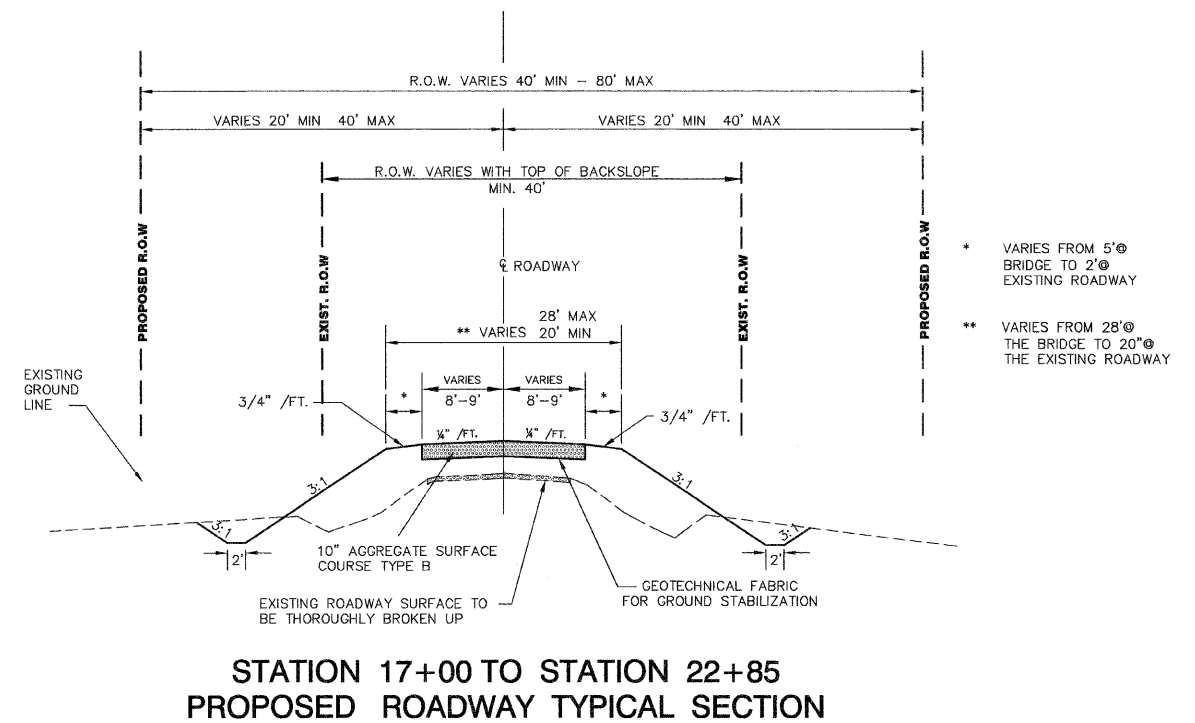 R.O.W. VARIES 40' MIN - 80' MAX
VARIES 20' MIN 40' MAX
VARIES 20' MIN 40' MAX
R.O.W. VARIES WITH TOP OF BACKSLOPE
MIN. 40'
PROPOSED R.O.W
EXIST. R.O.W
EXIST. R.O.W
PROPOSED R.O.W
℄ ROADWAY
* VARIES FROM 5'@
BRIDGE TO 2'@
EXISTING ROADWAY
** VARIES FROM 28'@
THE BRIDGE TO 20"@
THE EXISTING ROADWAY
28' MAX
** VARIES 20' MIN
EXISTING
GROUND
LINE
VARIES
8'-9'
VARIES
8'-9'
*
*
3/4" /FT.
3/4" /FT.
1/4" /FT.
1/4" /FT.
3:1
3:1
3:1
3:1
2'
2'
10" AGGREGATE SURFACE
COURSE TYPE B
GEOTECHNICAL FABRIC
FOR GROUND STABILIZATION
EXISTING ROADWAY SURFACE TO
BE THOROUGHLY BROKEN UP
STATION 17+00 TO STATION 22+85
PROPOSED ROADWAY TYPICAL SECTION